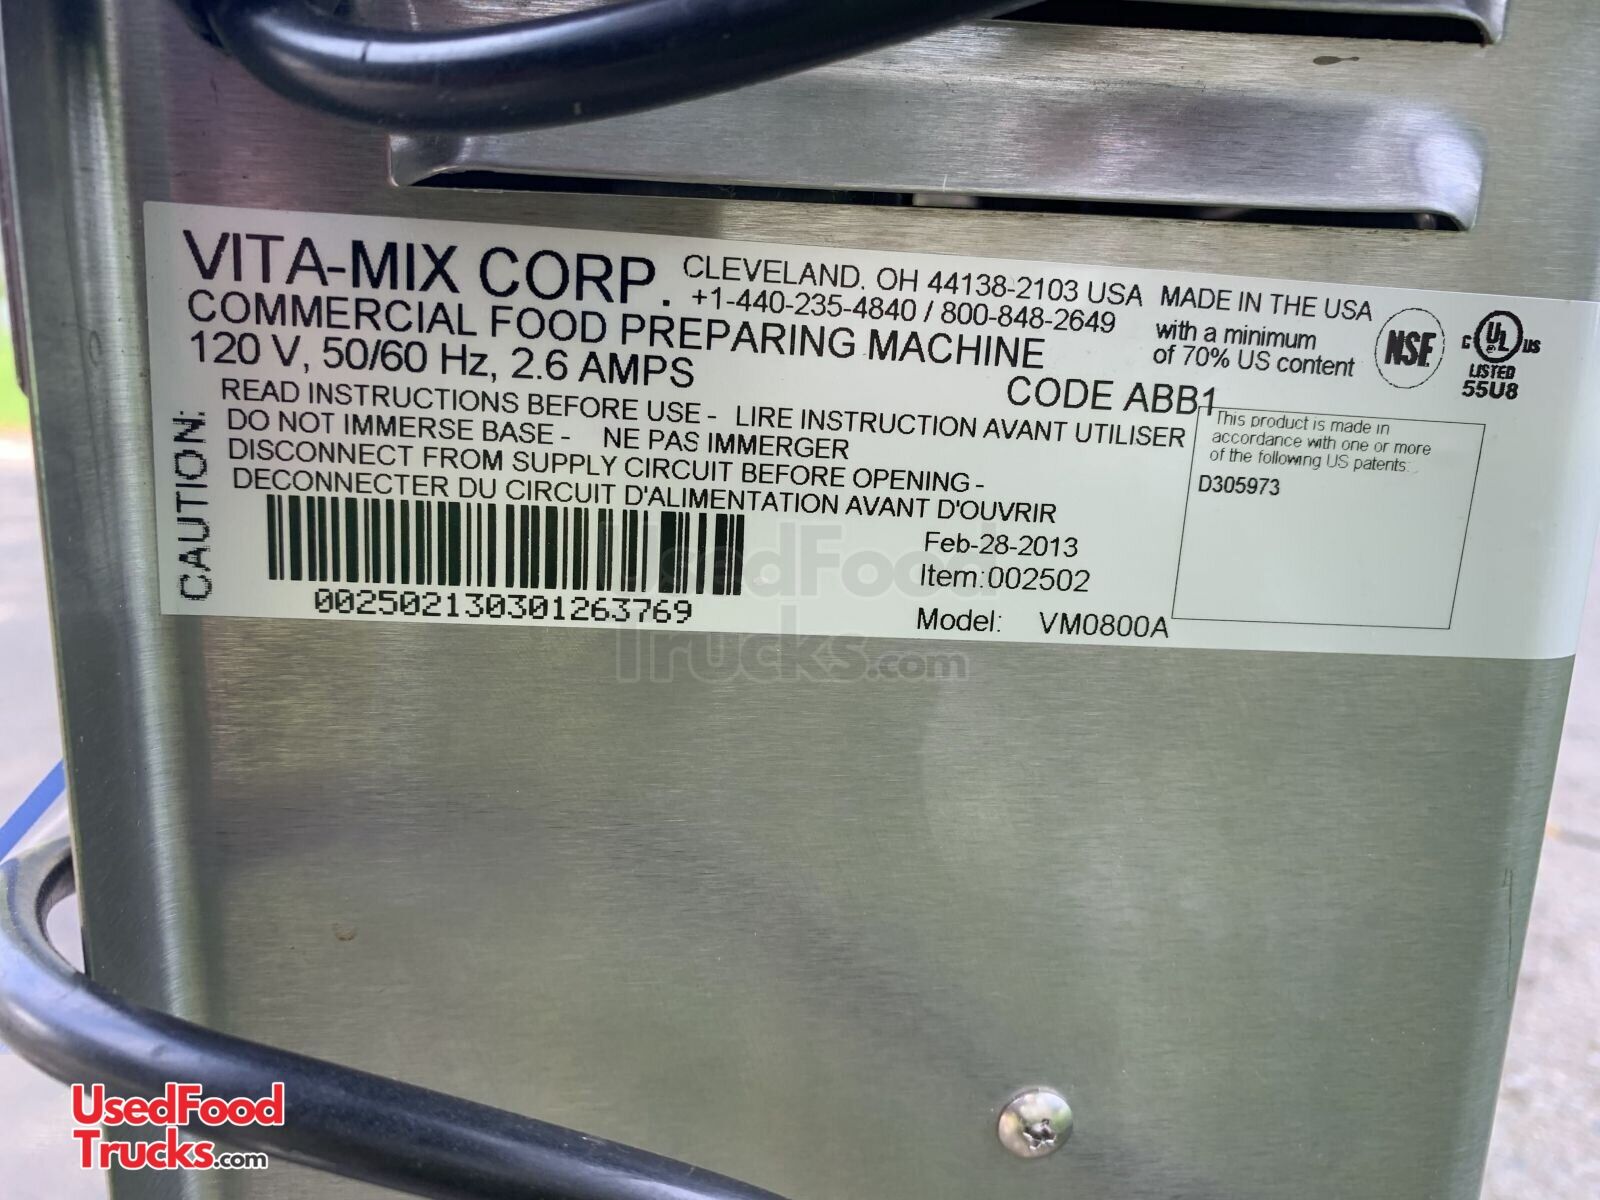 VITA-MIX CORP. CLEVELAND, OH 44138-2103 USA MADE IN THE USA
+1-440-235-4840 / 800-848-2649 with a minimum
of 70% US content
COMMERCIAL FOOD PREPARING MACHINE
120 V, 50/60 Hz, 2.6 AMPS
CODE ABB1
NSF.
C UL US
LISTED
55U8
CAUTION:
READ INSTRUCTIONS BEFORE USE - LIRE INSTRUCTION AVANT UTILISER
DO NOT IMMERSE BASE - NE PAS IMMERGER
DISCONNECT FROM SUPPLY CIRCUIT BEFORE OPENING -
DECONNECTER DU CIRCUIT D'ALIMENTATION AVANT D'OUVRIR
This product is made in
accordance with one or more
of the following US patents:
D305973
Feb-28-2013
Item:002502
Model: VM0800A
002502130301263769
UsedFood
Trucks.com
UsedFood
Trucks.com